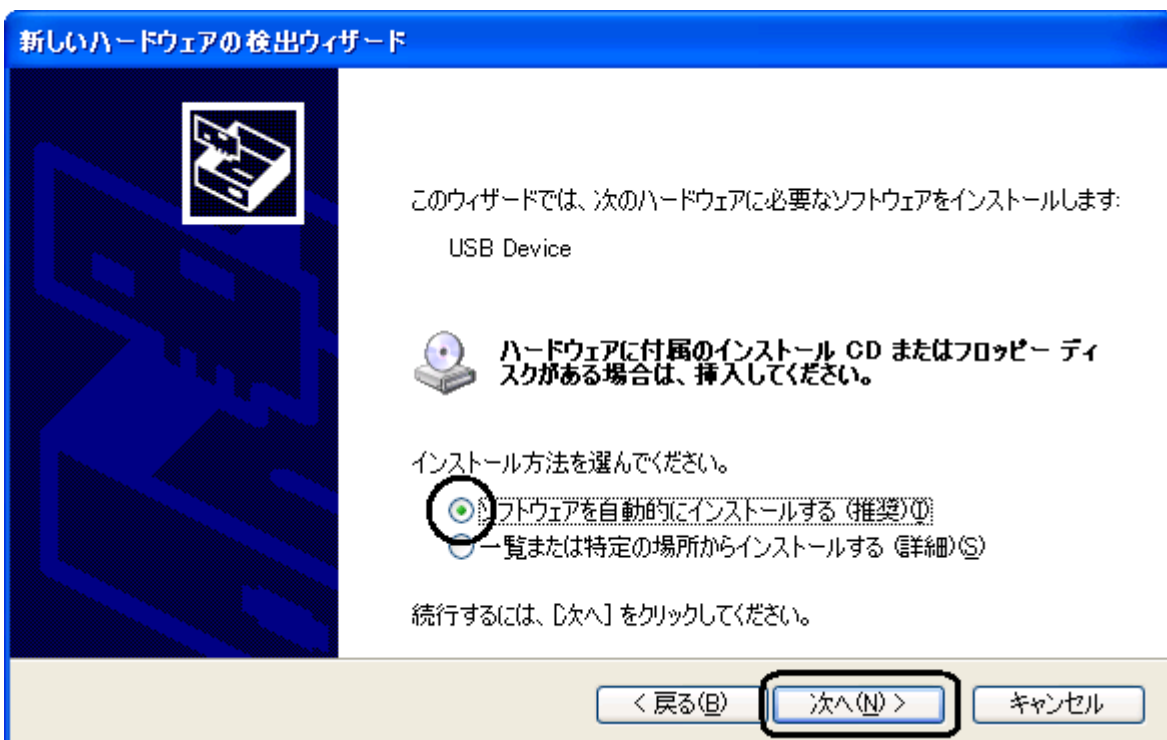 新しいハードウェアの検出ウィザード
このウィザードでは、次のハードウェアに必要なソフトウェアをインストールします:
USB Device
ハードウェアに付属のインストール CD またはフロッピー ディ
スクがある場合は、挿入してください。
インストール方法を選んでください。
ソフトウェアを自動的にインストールする (推奨)(I)
一覧または特定の場所からインストールする (詳細)(S)
続行するには、[次へ] をクリックしてください。
< 戻る(B) 次へ(N) > キャンセル